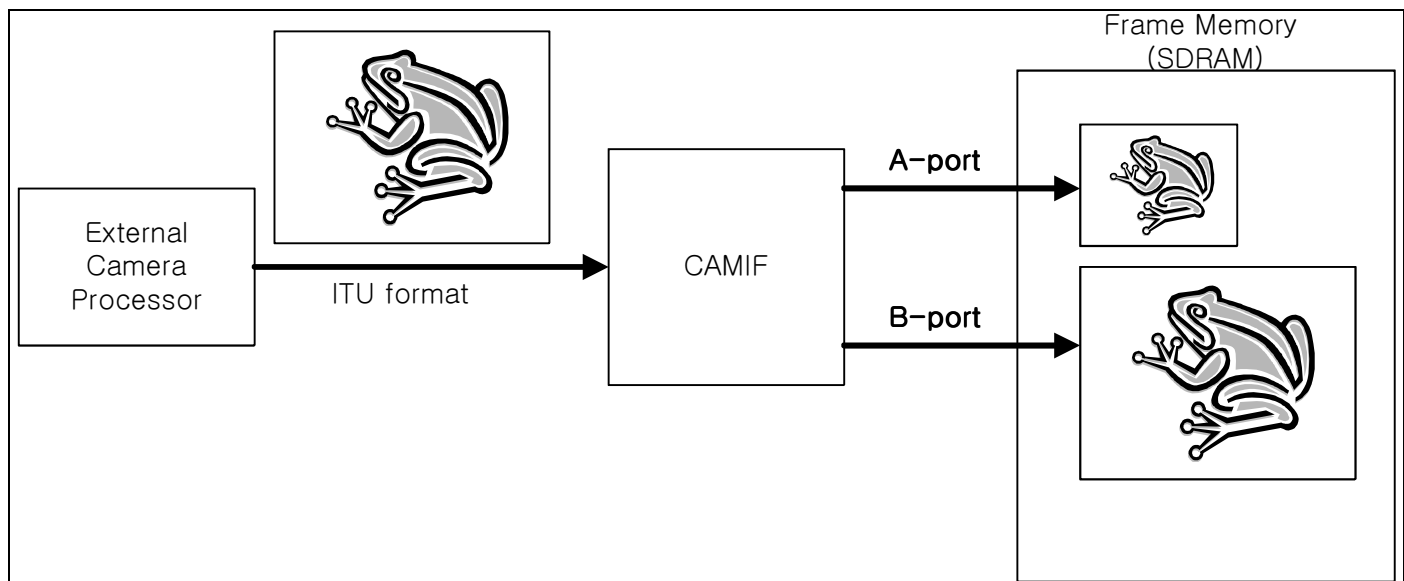 Frame Memory
(SDRAM)
External
Camera
Processor
ITU format
CAMIF
A-port
B-port